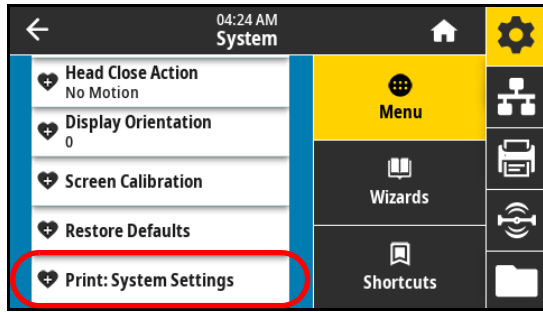 04:24 AM
System
Head Close Action
No Motion
Display Orientation
0
Screen Calibration
Restore Defaults
Print: System Settings
Menu
Wizards
Shortcuts